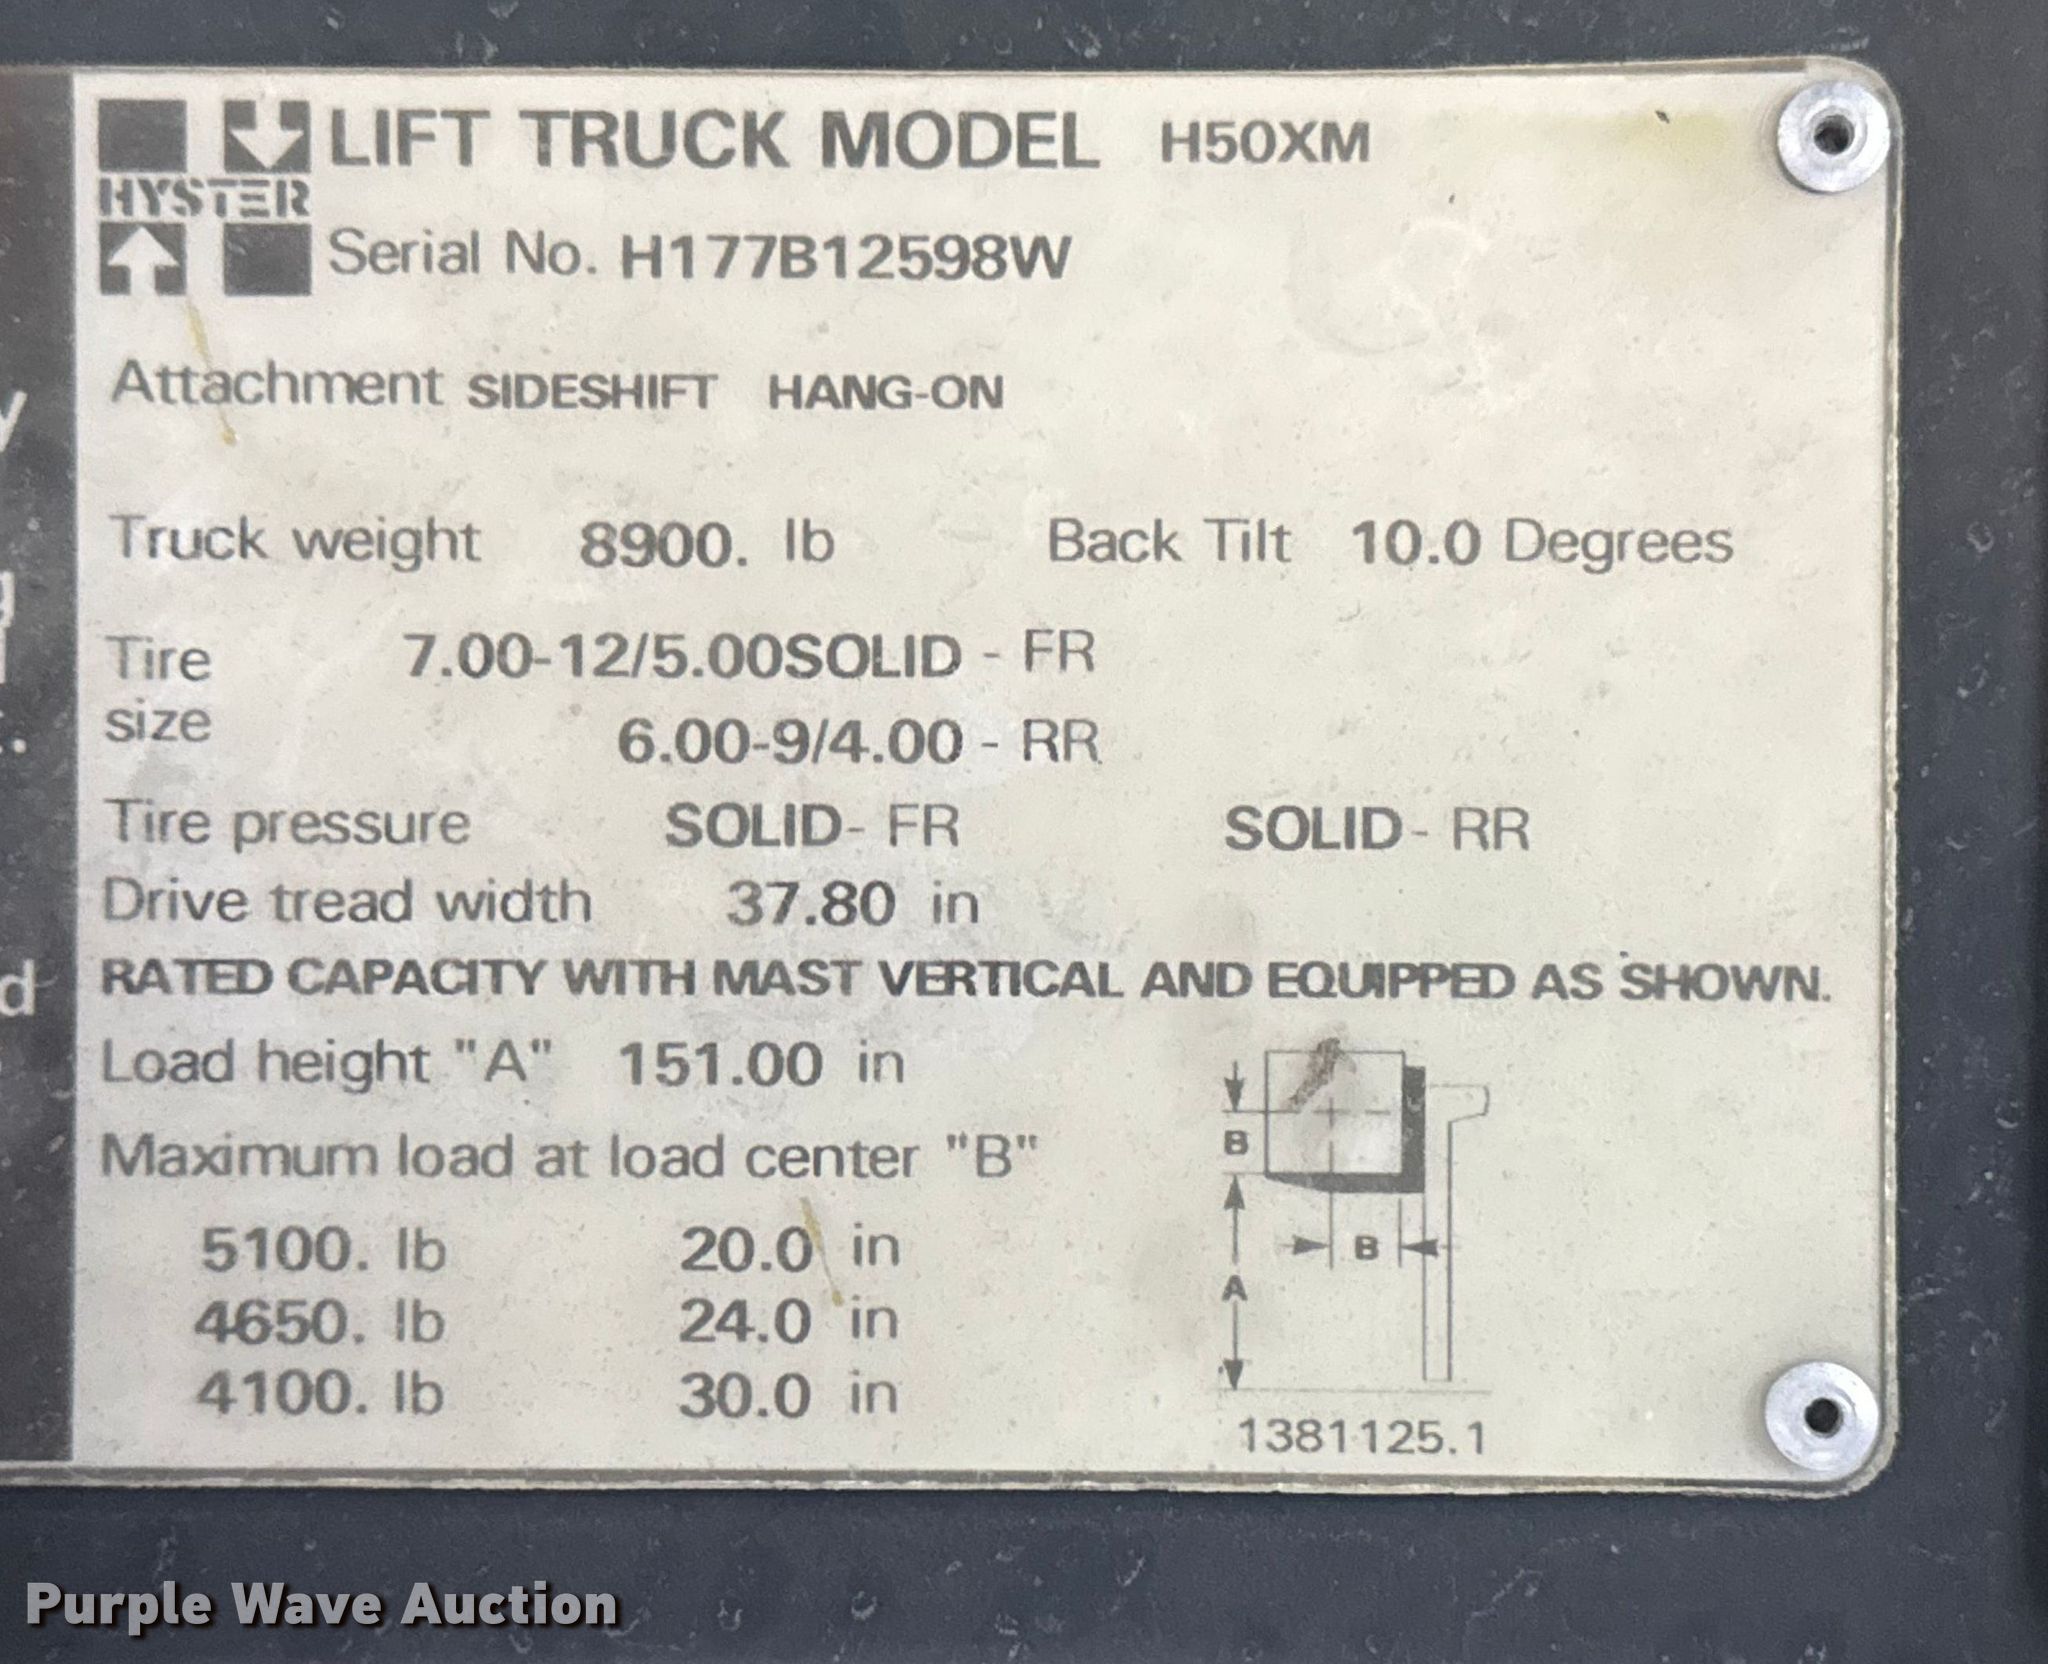 LIFT TRUCK MODEL H50XM
HYSTER
Serial No. H177B12598W
Attachment SIDESHIFT HANG-ON
Truck weight 8900. lb Back Tilt 10.0 Degrees
Tire size 7.00-12/5.00SOLID - FR
6.00-9/4.00 - RR
Tire pressure SOLID- FR SOLID- RR
Drive tread width 37.80 in
RATED CAPACITY WITH MAST VERTICAL AND EQUIPPED AS SHOWN.
Load height "A" 151.00 in
Maximum load at load center "B"
5100. lb 20.0 in
4650. lb 24.0 in
4100. lb 30.0 in
B
B
A
1381125.1
Purple Wave Auction